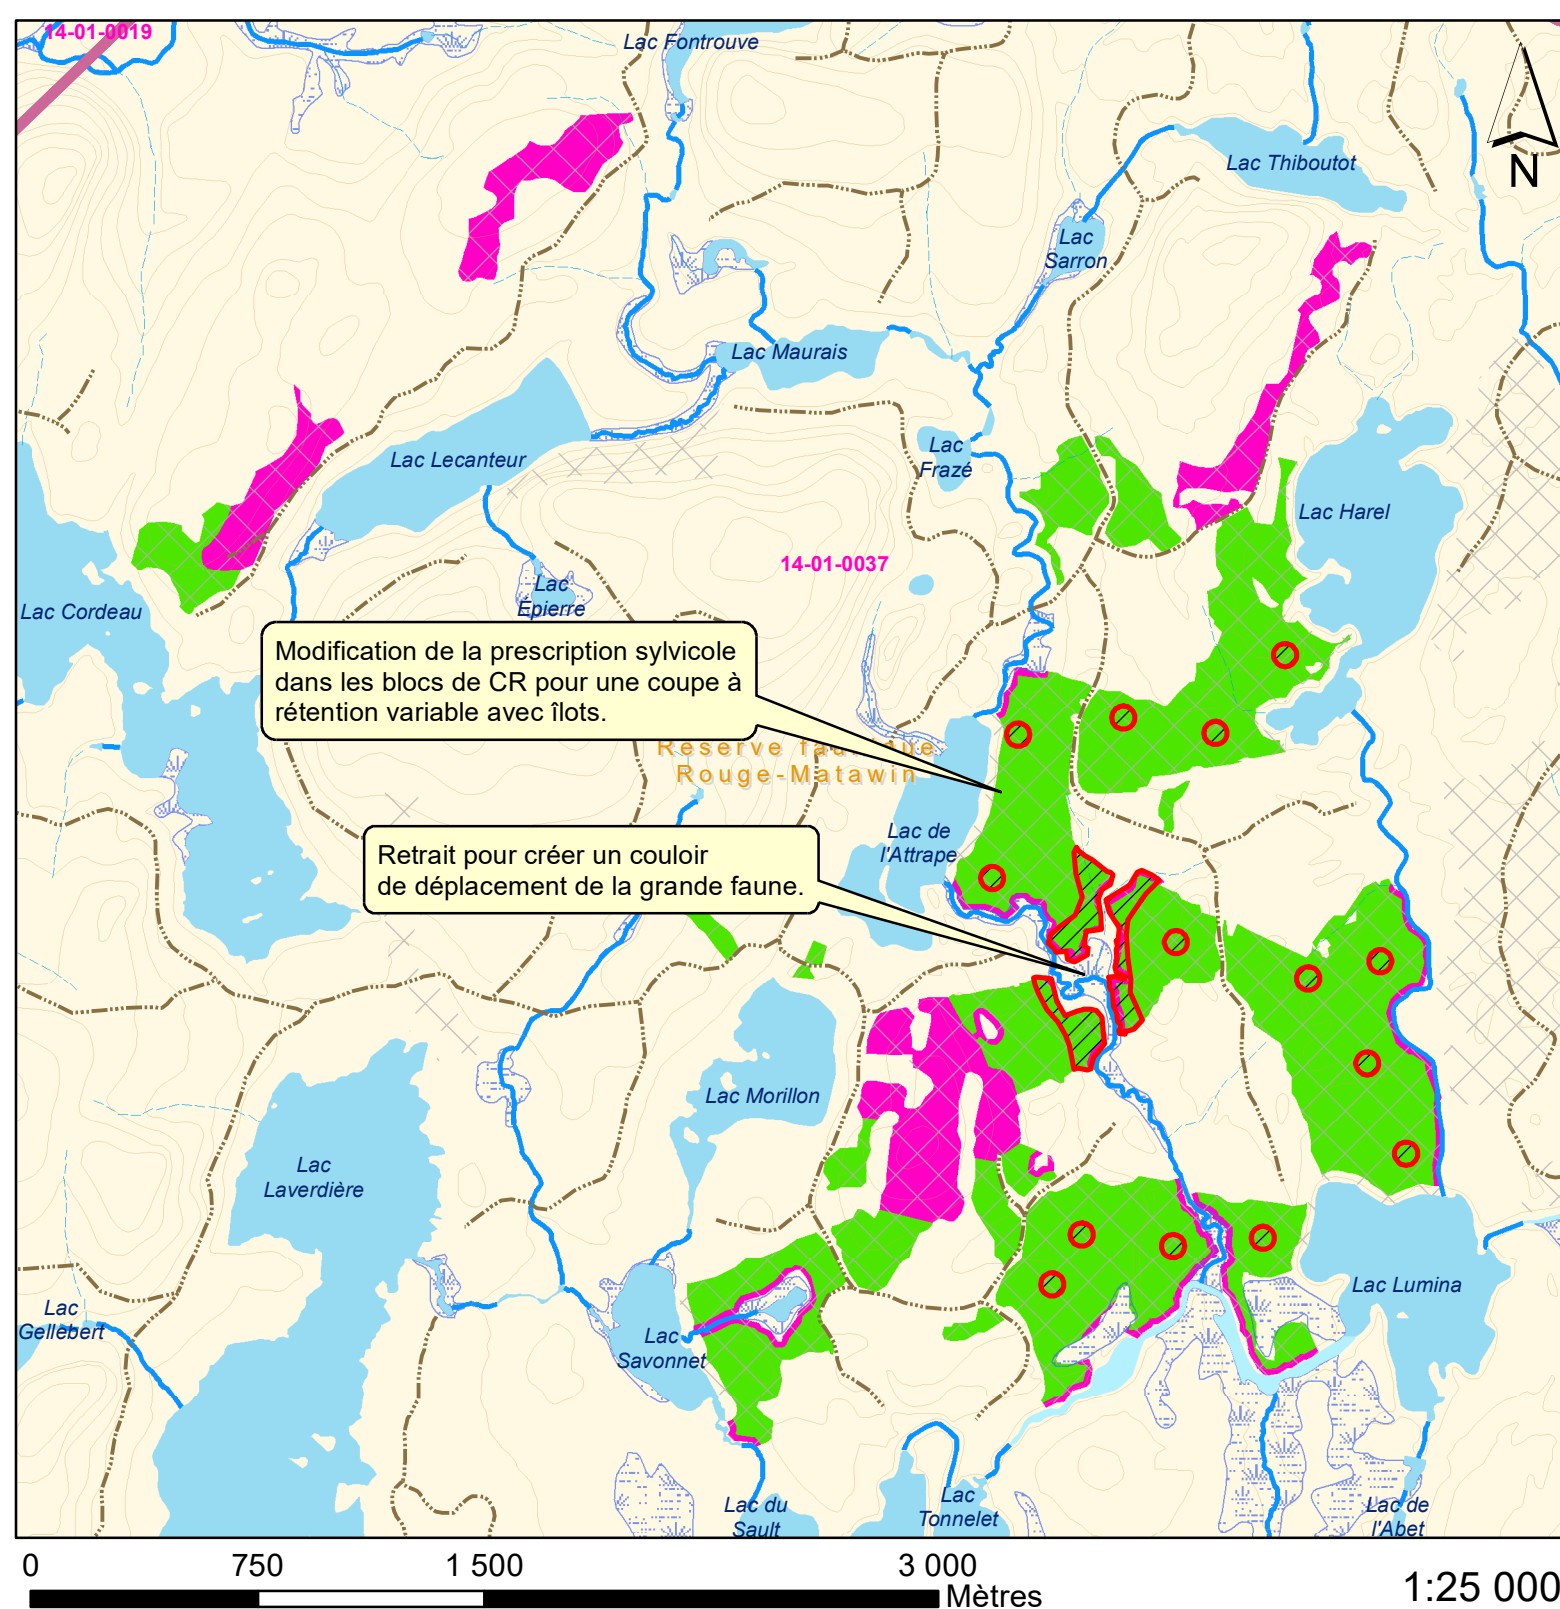 14-01-0019
Lac Fontrouve
Lac Thiboutot
N
Lac
Sarron
Lac Maurais
Lac
Frazé
Lac Lecanteur
Lac Harel
14-01-0037
Lac
Épierre
Lac Cordeau
Modification de la prescription sylvicole
dans les blocs de CR pour une coupe à
rétention variable avec îlots.
Rouge-Matawin
Lac de
l'Attrape
Retrait pour créer un couloir
de déplacement de la grande faune.
Lac Morillon
Lac
Laverdière
Lac Lumina
Lac
Gellebert
Lac
Savonnet
Lac du
Sault
Lac
Tonnelet
Lac de
l'Abet
0 750 1 500 3 000
Mètres
1:25 000